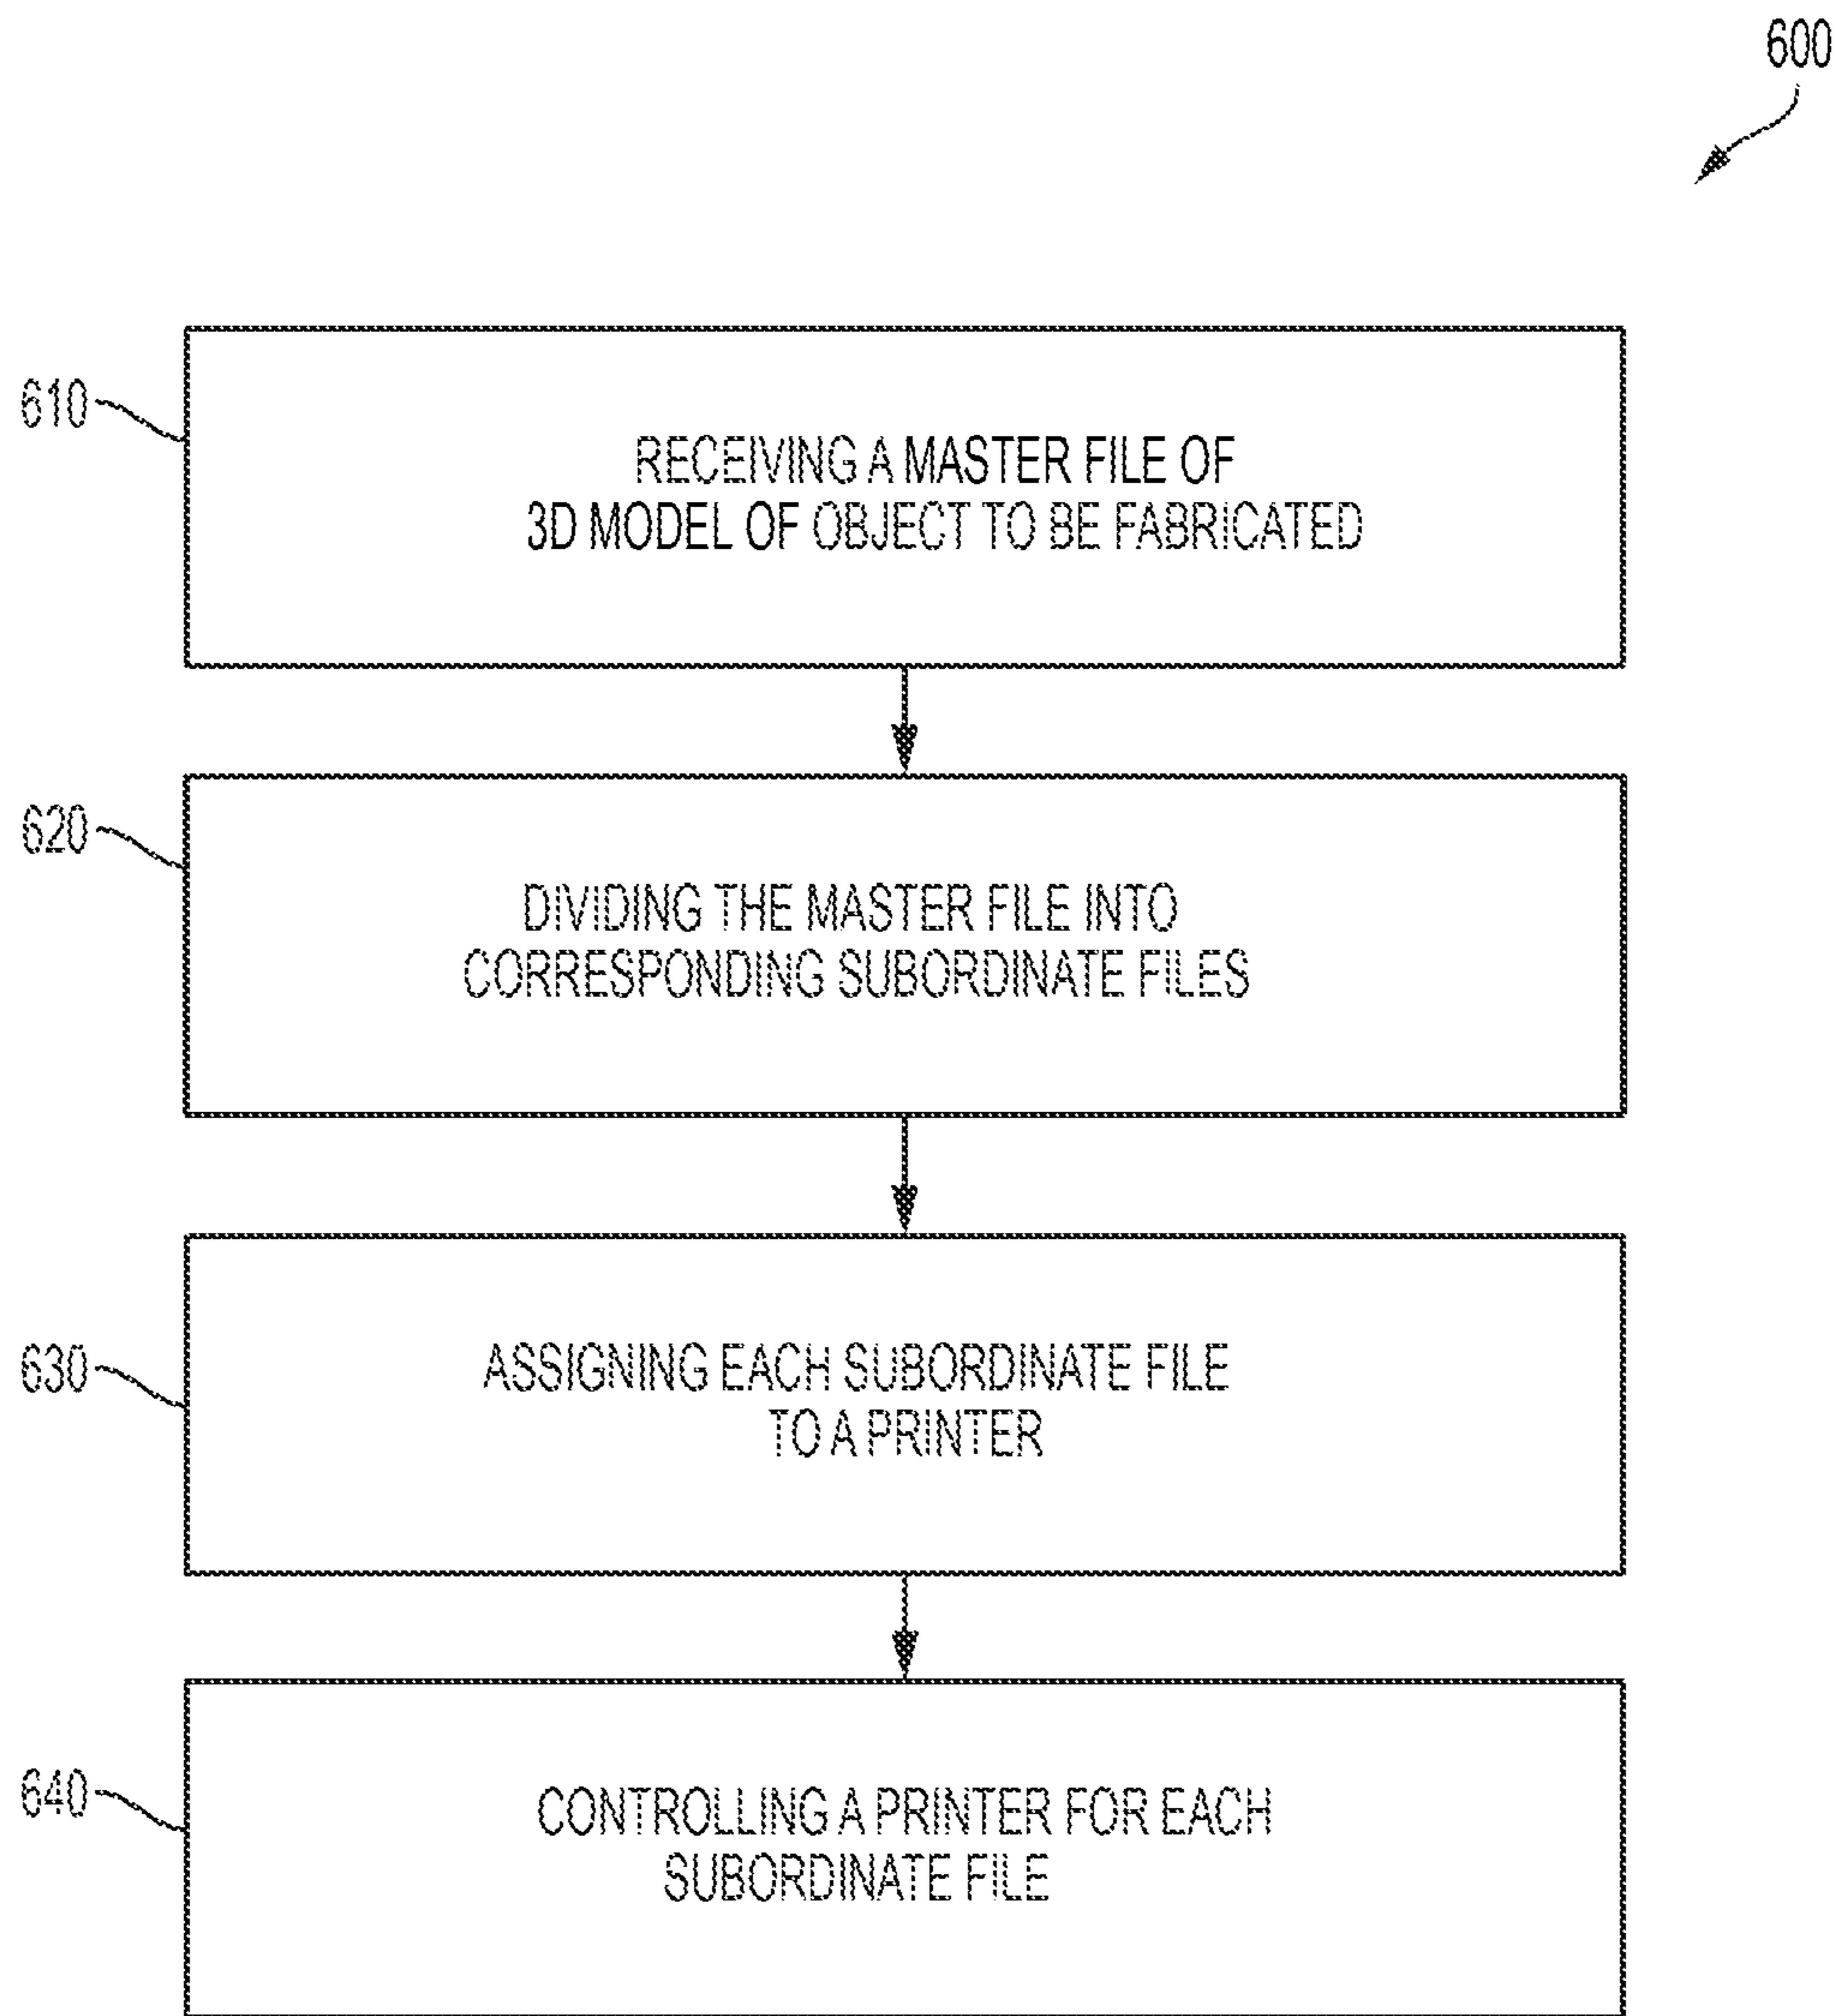 600
610
RECEIVING A MASTER FILE OF
3D MODEL OF OBJECT TO BE FABRICATED
620
DIVIDING THE MASTER FILE INTO
CORRESPONDING SUBORDINATE FILES
630
ASSIGNING EACH SUBORDINATE FILE
TO A PRINTER
640
CONTROLLING A PRINTER FOR EACH
SUBORDINATE FILE